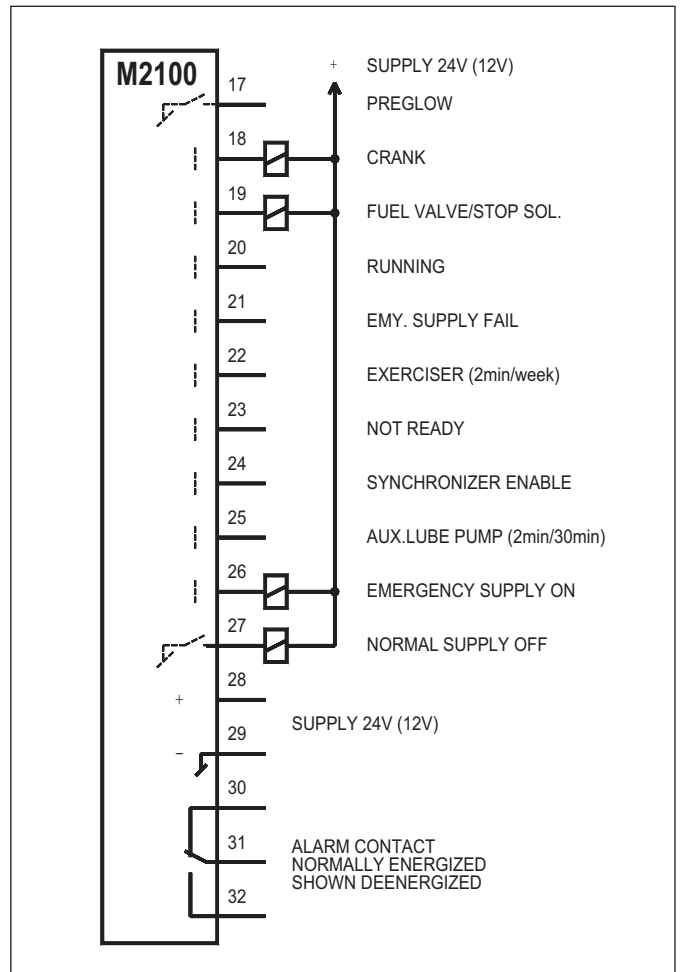 M2100
+ SUPPLY 24V (12V)
17 PREGLOW
18 CRANK
19 FUEL VALVE/STOP SOL.
20 RUNNING
21 EMY. SUPPLY FAIL
22 EXERCISER (2min/week)
23 NOT READY
24 SYNCHRONIZER ENABLE
25 AUX.LUBE PUMP (2min/30min)
26 EMERGENCY SUPPLY ON
27 NORMAL SUPPLY OFF
+ 28
SUPPLY 24V (12V)
– 29
30
31 ALARM CONTACT
NORMALLY ENERGIZED
SHOWN DEENERGIZED
32